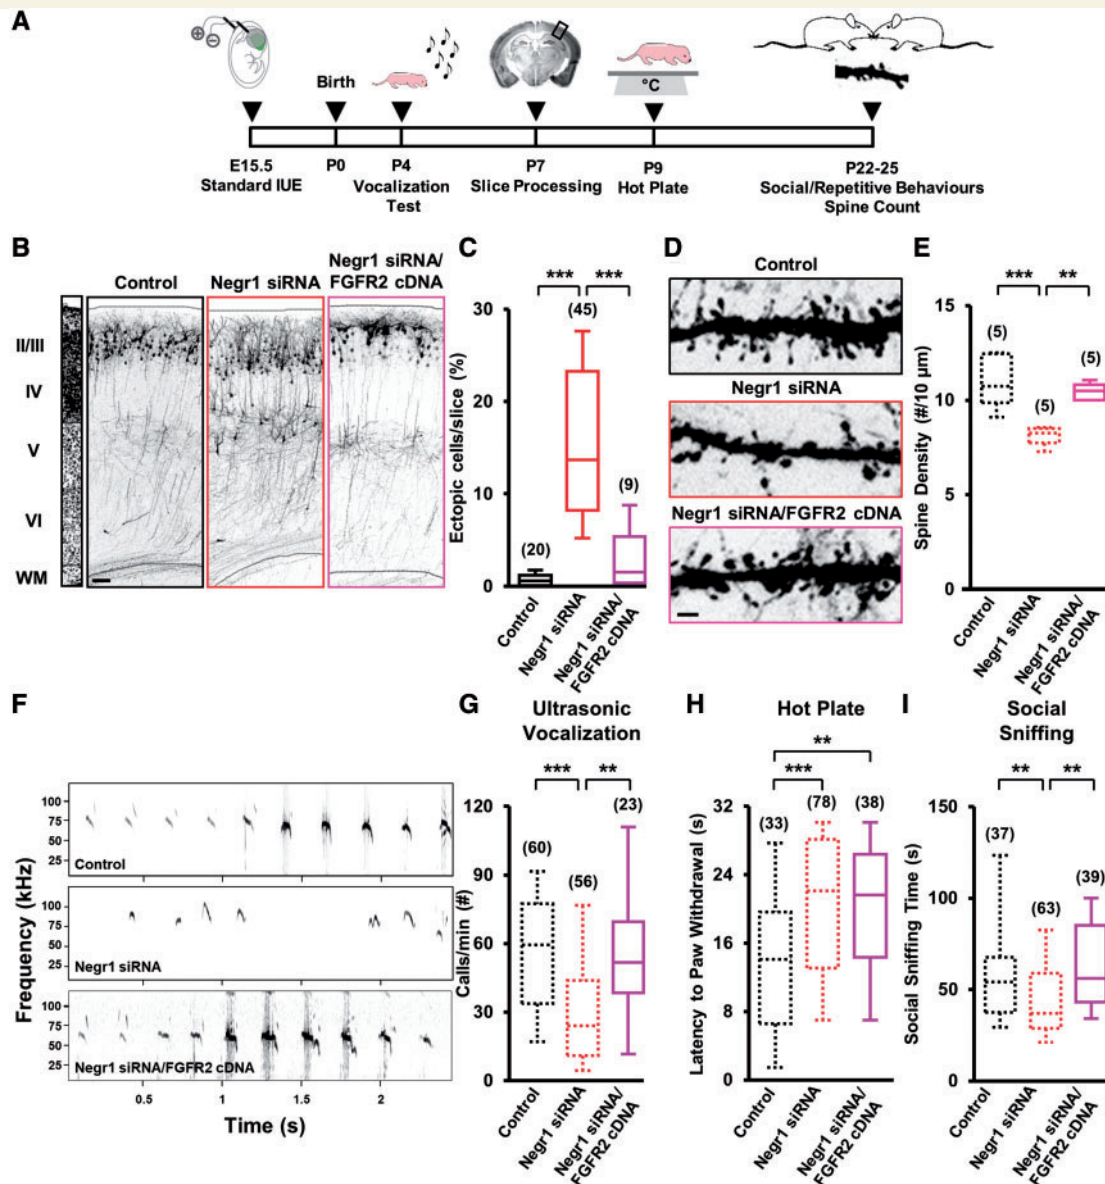 A
+
−
Birth
°C
E15.5
Standard IUE
P0
P4
Vocalization
Test
P7
Slice Processing
P9
Hot Plate
P22-25
Social/Repetitive Behaviours
Spine Count
B
Control
Negr1 siRNA
Negr1 siRNA/
FGFR2 cDNA
II/III
IV
V
VI
WM
C
*** ***
(45)
(9)
(20)
30
20
10
0
Ectopic cells/slice (%)
Control
Negr1 siRNA
Negr1 siRNA/
FGFR2 cDNA
D
Control
Negr1 siRNA
Negr1 siRNA/FGFR2 cDNA
E
*** **
(5)
(5)
(5)
15
10
5
0
Spine Density (#/10 µm)
Control
Negr1 siRNA
Negr1 siRNA/
FGFR2 cDNA
F
100
75
50
25
Control
100
75
50
25
Negr1 siRNA
100
75
50
25
Negr1 siRNA/FGFR2 cDNA
Frequency (kHz)
0.5 1 1.5 2
Time (s)
G
Ultrasonic
Vocalization
*** **
(60)
(56)
(23)
120
90
60
30
0
Calls/min (#)
Control
Negr1 siRNA
Negr1 siRNA/
FGFR2 cDNA
H
Hot Plate
**
***
(33)
(78)
(38)
32
24
16
8
0
Latency to Paw Withdrawal (s)
Control
Negr1 siRNA
Negr1 siRNA/
FGFR2 cDNA
I
Social
Sniffing
** **
(37)
(63)
(39)
150
100
50
0
Social Sniffing Time (s)
Control
Negr1 siRNA
Negr1 siRNA/
FGFR2 cDNA